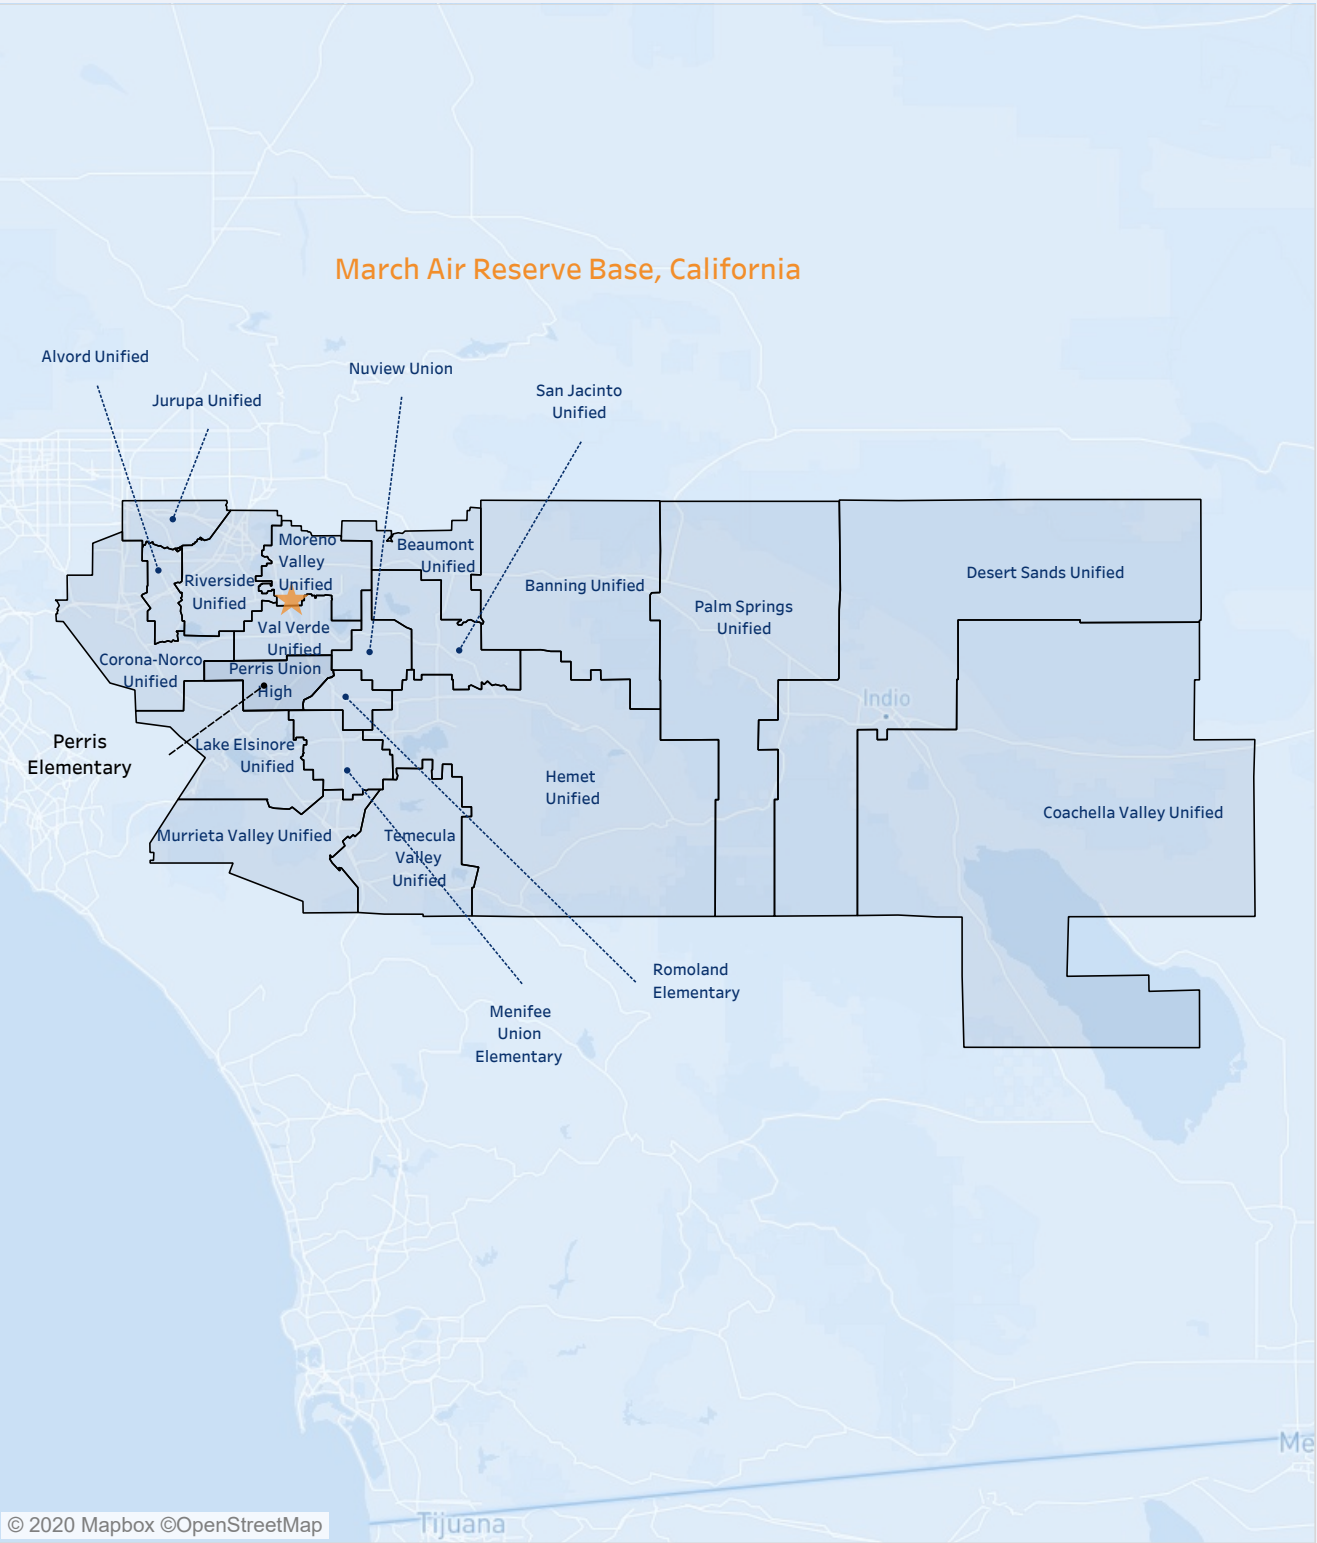 March Air Reserve Base, California
Alvord Unified
Nuview Union
Jurupa Unified
San Jacinto
Unified
Moreno
Valley
Unified
Beaumont
Unified
Riverside
Unified
Banning Unified
Palm Springs
Unified
Desert Sands Unified
Val Verde
Unified
Corona-Norco
Unified
Perris Union
High
Indio
Perris
Elementary
Lake Elsinore
Unified
Hemet
Unified
Coachella Valley Unified
Murrieta Valley Unified
Temecula
Valley
Unified
Romoland
Elementary
Menifee
Union
Elementary
Me
Tijuana
© 2020 Mapbox ©OpenStreetMap